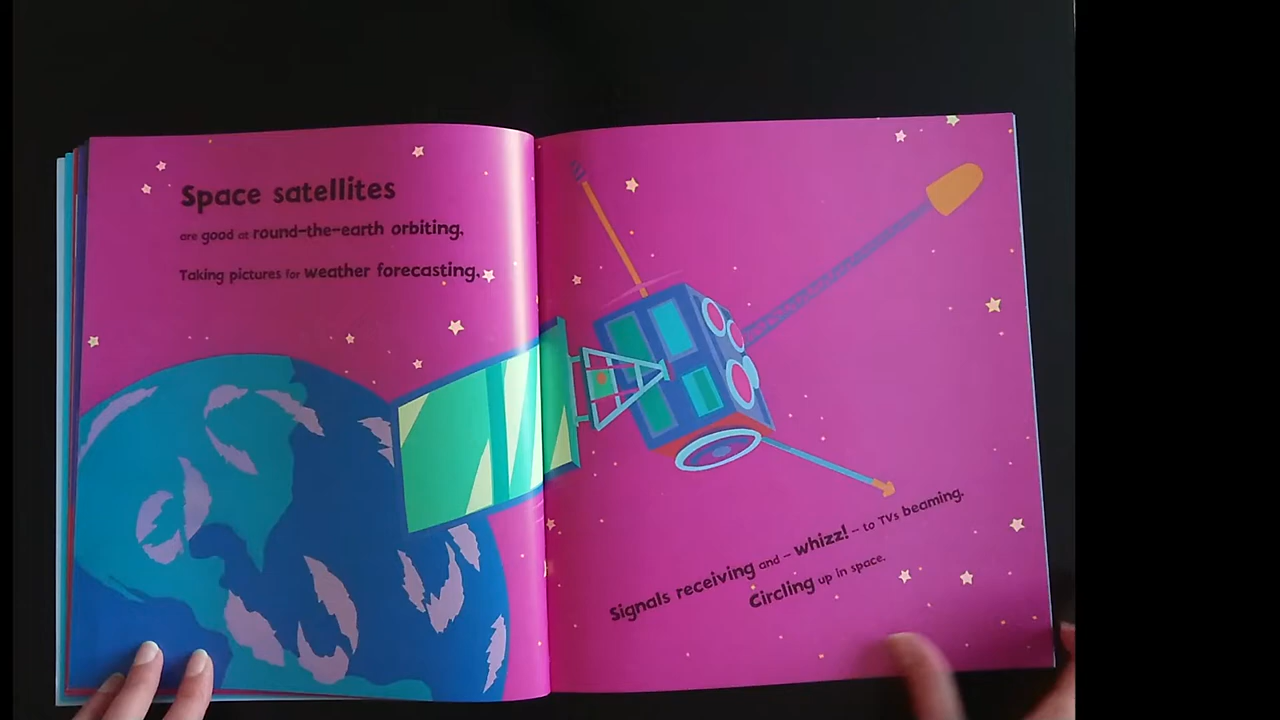 Space satellites
are good at round-the-earth orbiting,
Taking pictures for weather forecasting,
Signals receiving and – whizz! – to TVs beaming.
Circling up in space.